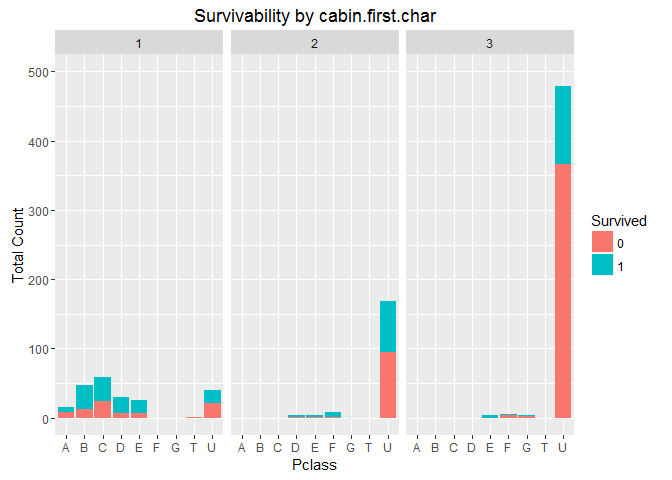 Survivability by cabin.first.char
1 2 3
Total Count
500
400
300
200
100
0
A B C D E F G T U A B C D E F G T U A B C D E F G T U
Pclass
Survived
0
1